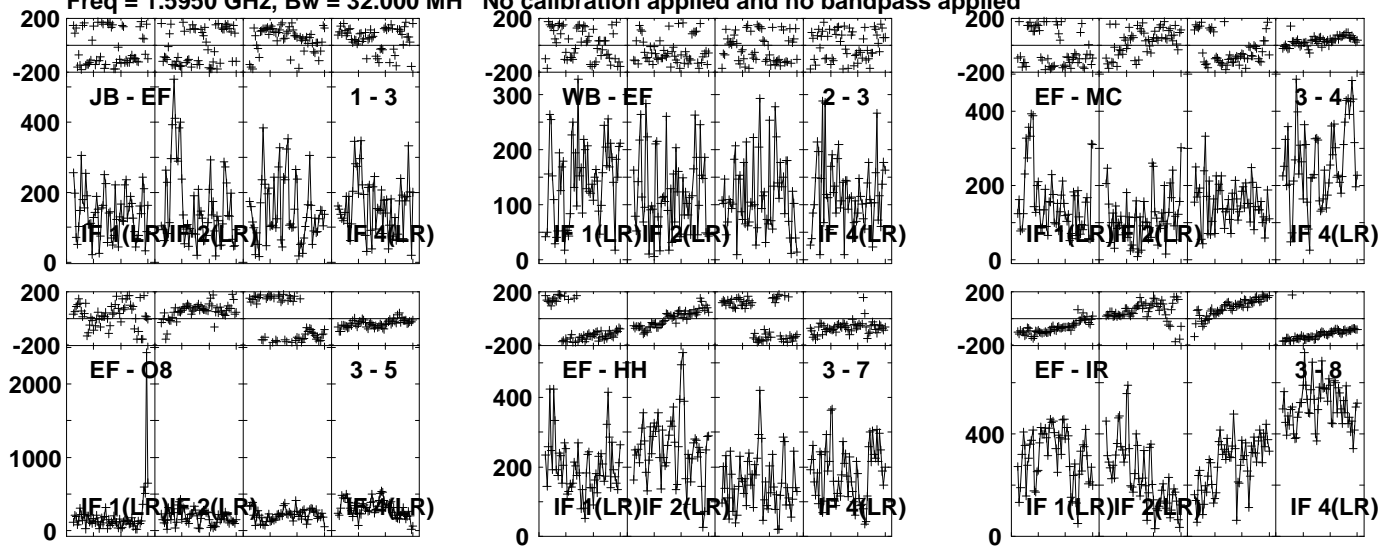 Freq = 1.5950 GHz, Bw = 32.000 MH No calibration applied and no bandpass applied
200
-200
JB - EF 1 - 3
400
200
0
IF 1(LR) IF 2(LR) IF 4(LR)
200
-200
WB - EF 2 - 3
300
200
100
0
IF 1(LR) IF 2(LR) IF 4(LR)
200
-200
EF - MC 3 - 4
400
200
0
IF 1(LR) IF 2(LR) IF 4(LR)
200
-200
EF - O8 3 - 5
2000
1000
0
IF 1(LR) IF 2(LR) IF 4(LR)
200
-200
EF - HH 3 - 7
400
200
0
IF 1(LR) IF 2(LR) IF 4(LR)
200
-200
EF - IR 3 - 8
400
0
IF 1(LR) IF 2(LR) IF 4(LR)